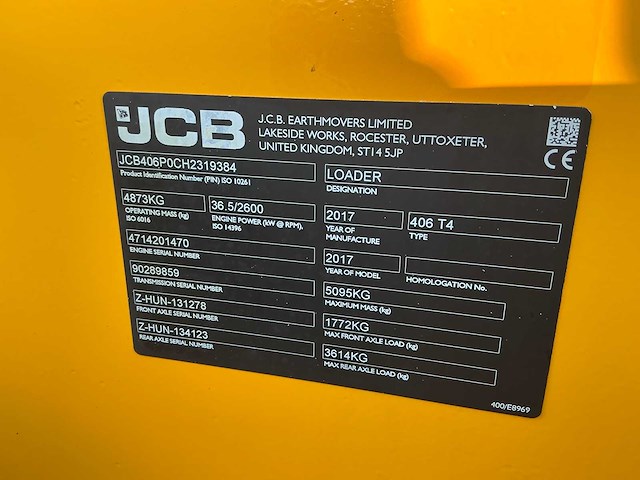 JCB
J.C.B. EARTHMOVERS LIMITED
LAKESIDE WORKS, ROCESTER, UTTOXETER,
UNITED KINGDOM, ST14 5JP
CE
JCB406P0CH2319384
Product Identification Number (PIN) ISO 10261
LOADER
DESIGNATION
4873KG
OPERATING MASS (kg)
ISO 6016
36.5/2600
ENGINE POWER (kW @ RPM),
ISO 14396
2017
YEAR OF
MANUFACTURE
406 T4
TYPE
4714201470
ENGINE SERIAL NUMBER
2017
YEAR OF MODEL
HOMOLOGATION No.
90289859
TRANSMISSION SERIAL NUMBER
5095KG
MAXIMUM MASS (kg)
Z-HUN-131278
FRONT AXLE SERIAL NUMBER
1772KG
MAX FRONT AXLE LOAD (kg)
Z-HUN-134123
REAR AXLE SERIAL NUMBER
3614KG
MAX REAR AXLE LOAD (kg)
400/E8969